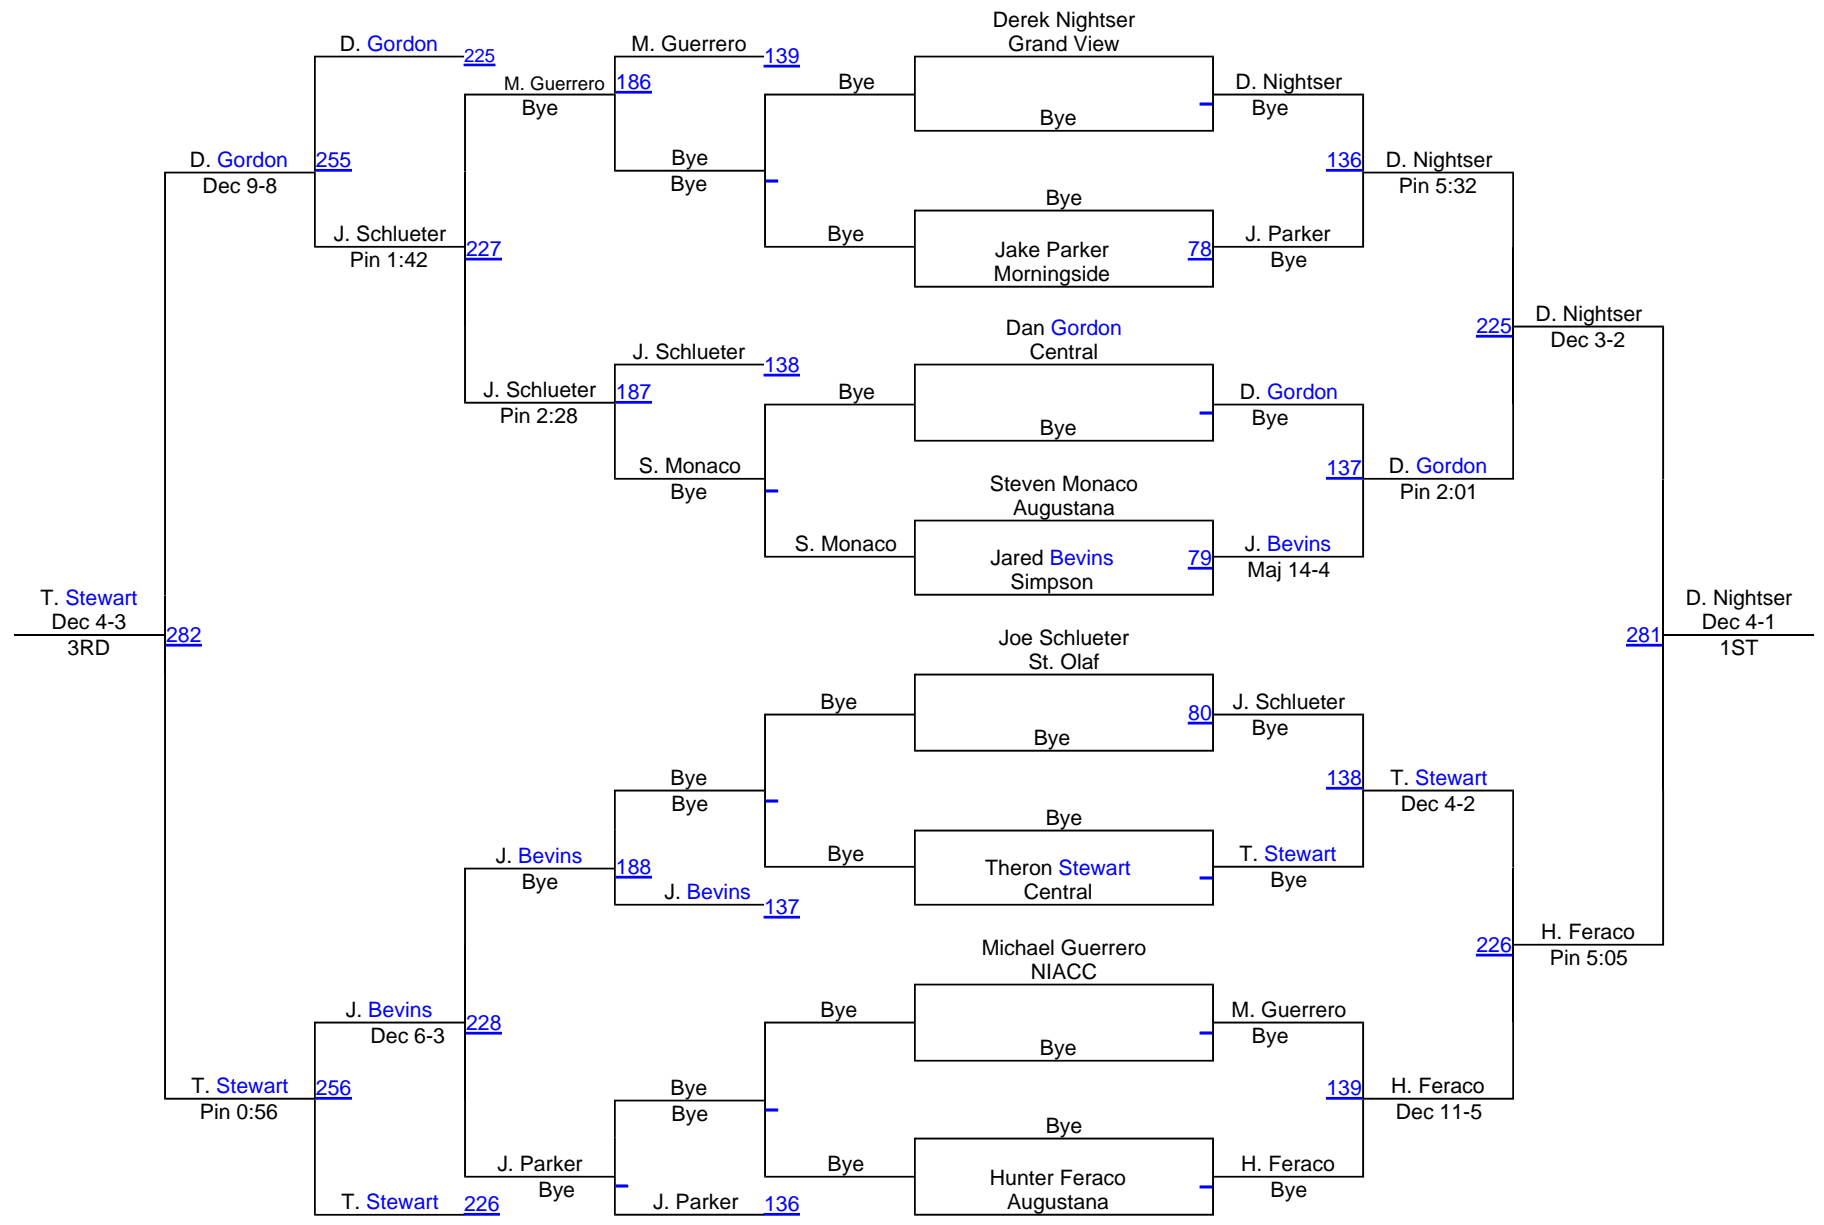 Derek Nightser
D. Gordon
M. Guerrero
Grand View
225
139
M. Guerrero
186
Bye
D. Nightser
Bye
Bye
Bye
D. Gordon
255
Bye
136
D. Nightser
Dec 9-8
Bye
Pin 5:32
Bye
J. Schlueter
Bye
J. Parker
Pin 1:42
227
Jake Parker
78
Bye
Morningside
D. Nightser
Dan Gordon
225
Dec 3-2
J. Schlueter
138
Central
J. Schlueter
187
Bye
D. Gordon
Pin 2:28
Bye
Bye
S. Monaco
137
D. Gordon
Bye
Steven Monaco
Pin 2:01
Augustana
S. Monaco
J. Bevins
Jared Bevins
79
Maj 14-4
Simpson
T. Stewart
D. Nightser
Dec 4-3
Dec 4-1
282
281
3RD
1ST
Joe Schlueter
St. Olaf
Bye
80
J. Schlueter
Bye
Bye
Bye
138
T. Stewart
Bye
Dec 4-2
Bye
J. Bevins
Bye
T. Stewart
Bye
188
Theron Stewart
Bye
J. Bevins
137
Central
Michael Guerrero
226
H. Feraco
NIACC
Pin 5:05
J. Bevins
Bye
M. Guerrero
Dec 6-3
228
Bye
Bye
T. Stewart
256
Bye
139
H. Feraco
Pin 0:56
Bye
Dec 11-5
Bye
J. Parker
Bye
H. Feraco
Bye
Hunter Feraco
Bye
T. Stewart
226
J. Parker
136
Augustana